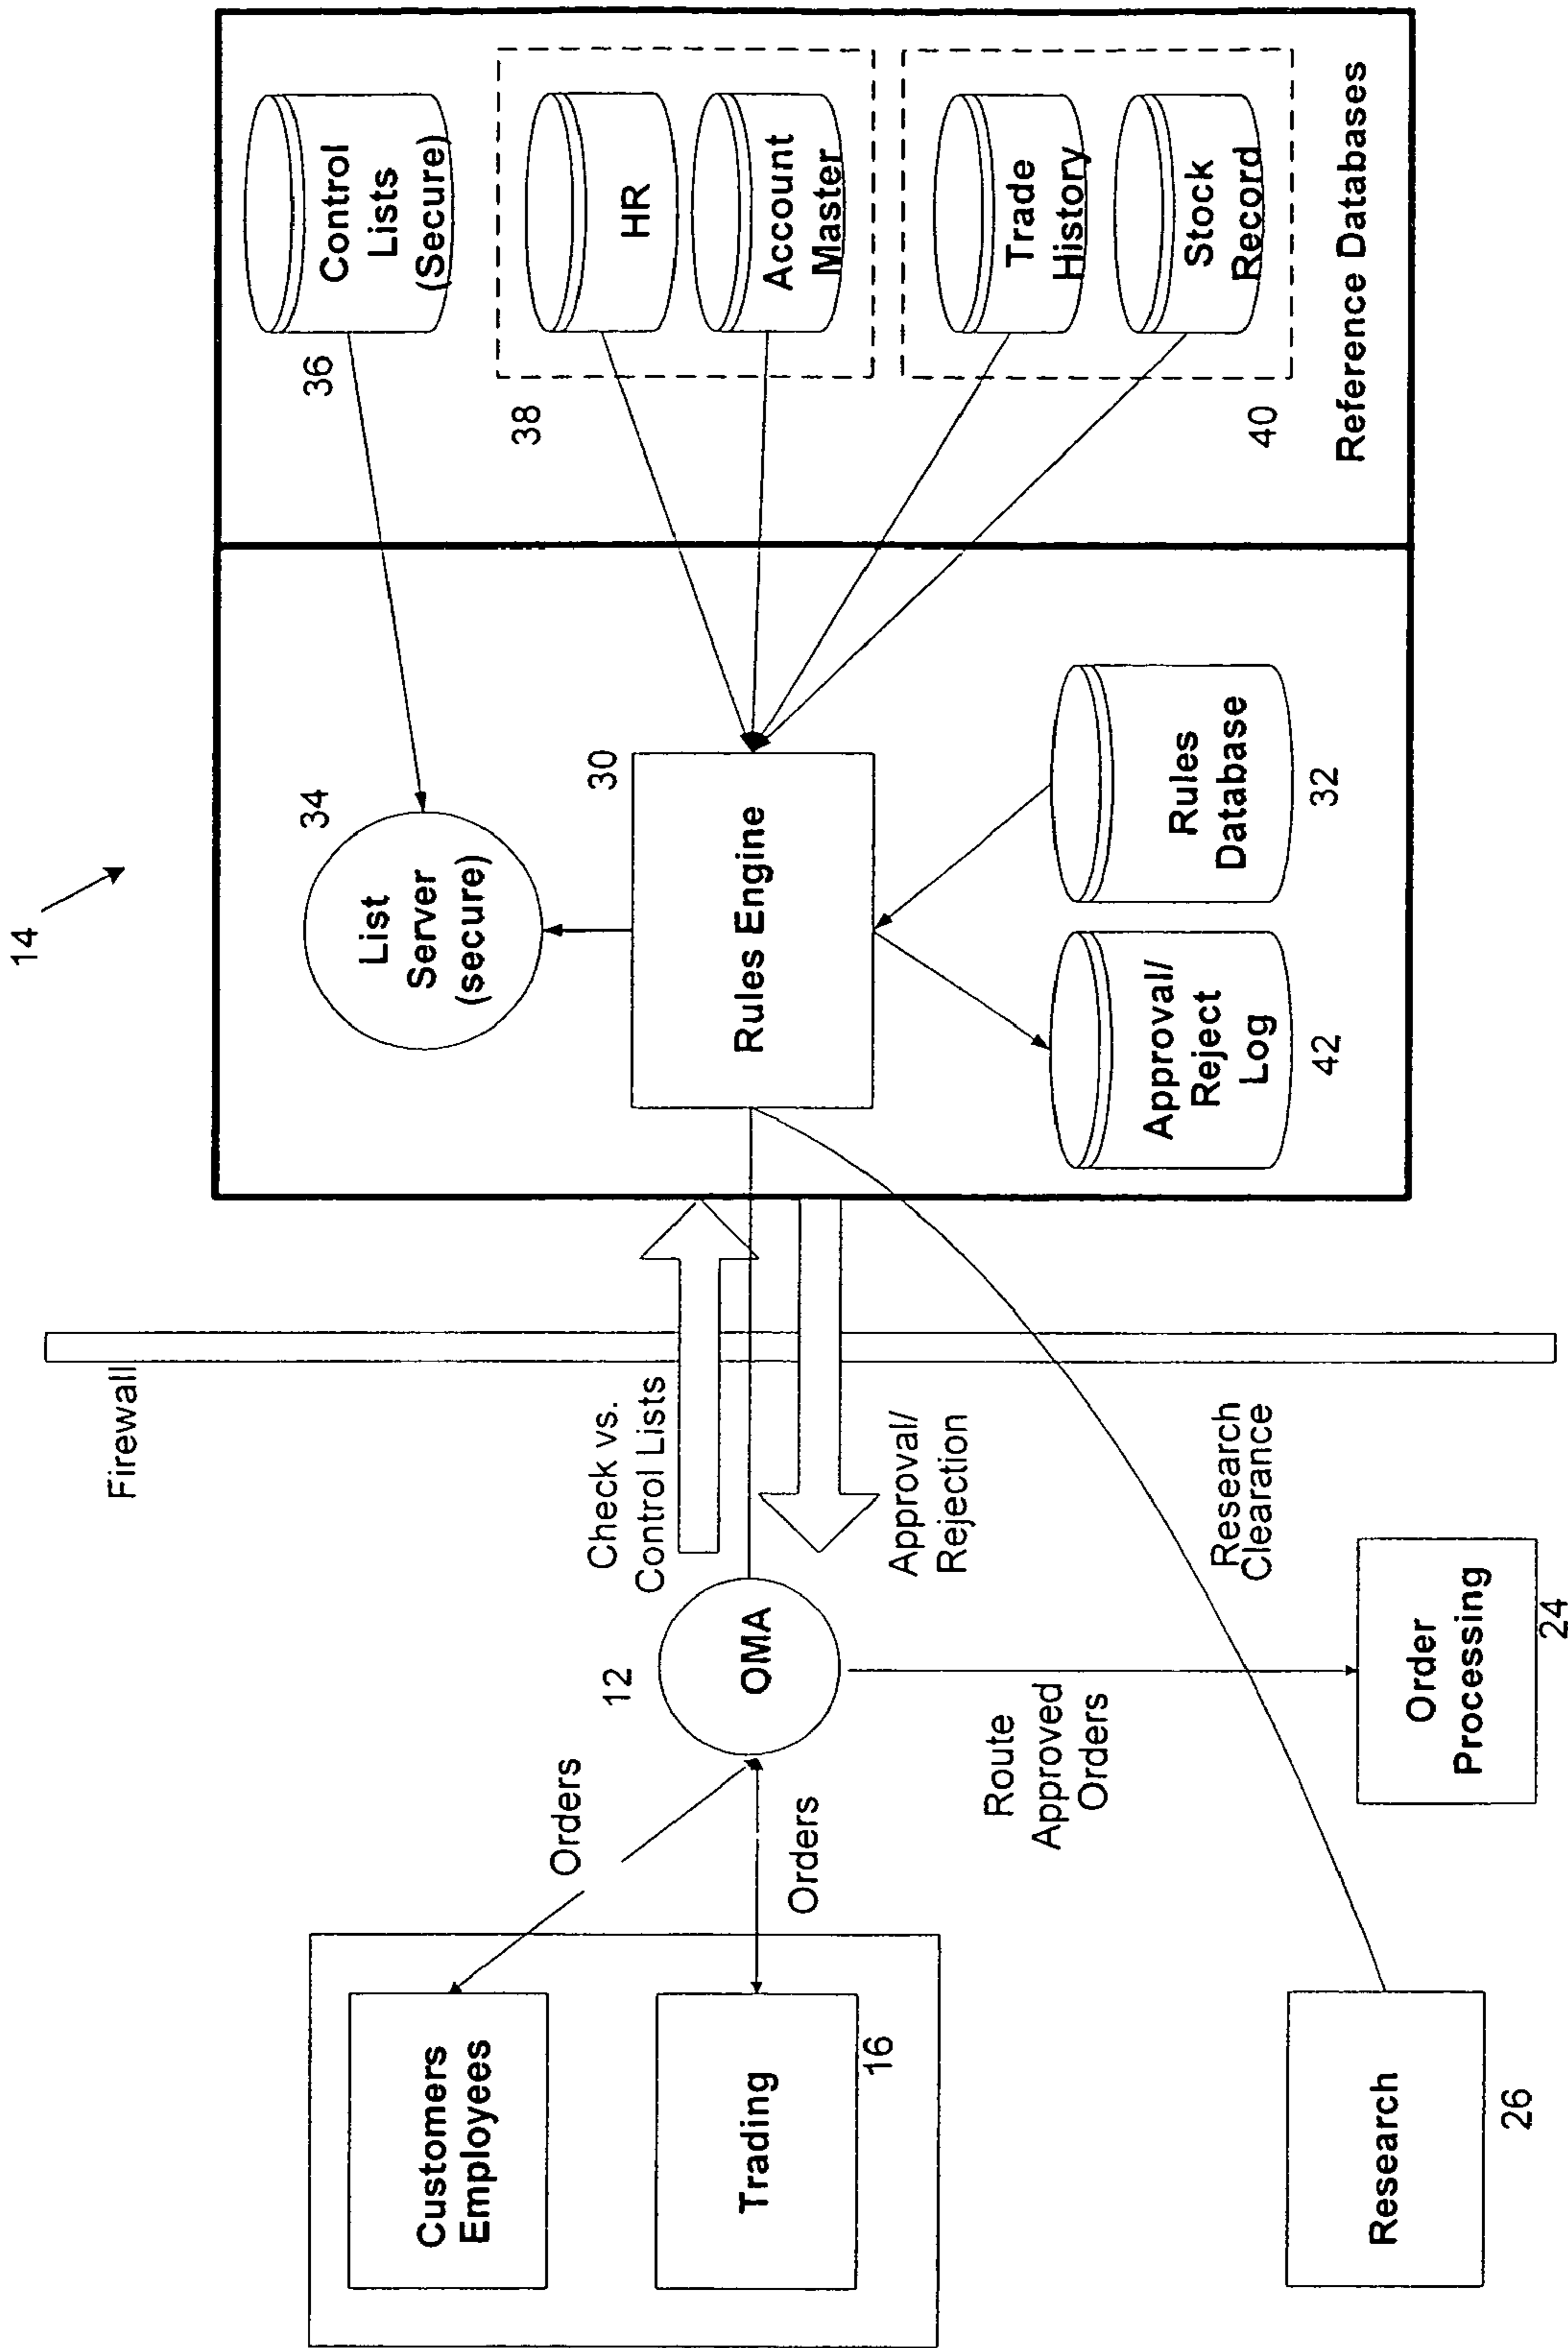 14
Firewall
Customers
Employees
Trading
16
Orders
Orders
12
OMA
Check vs.
Control Lists
Approval/
Rejection
Route
Approved
Orders
Order
Processing
24
Research
26
Research
Clearance
34
List
Server
(secure)
30
Rules Engine
Approval/
Reject
Log
42
Rules
Database
32
36
Control
Lists
(Secure)
38
HR
Account
Master
Trade
History
Stock
Record
40
Reference Databases